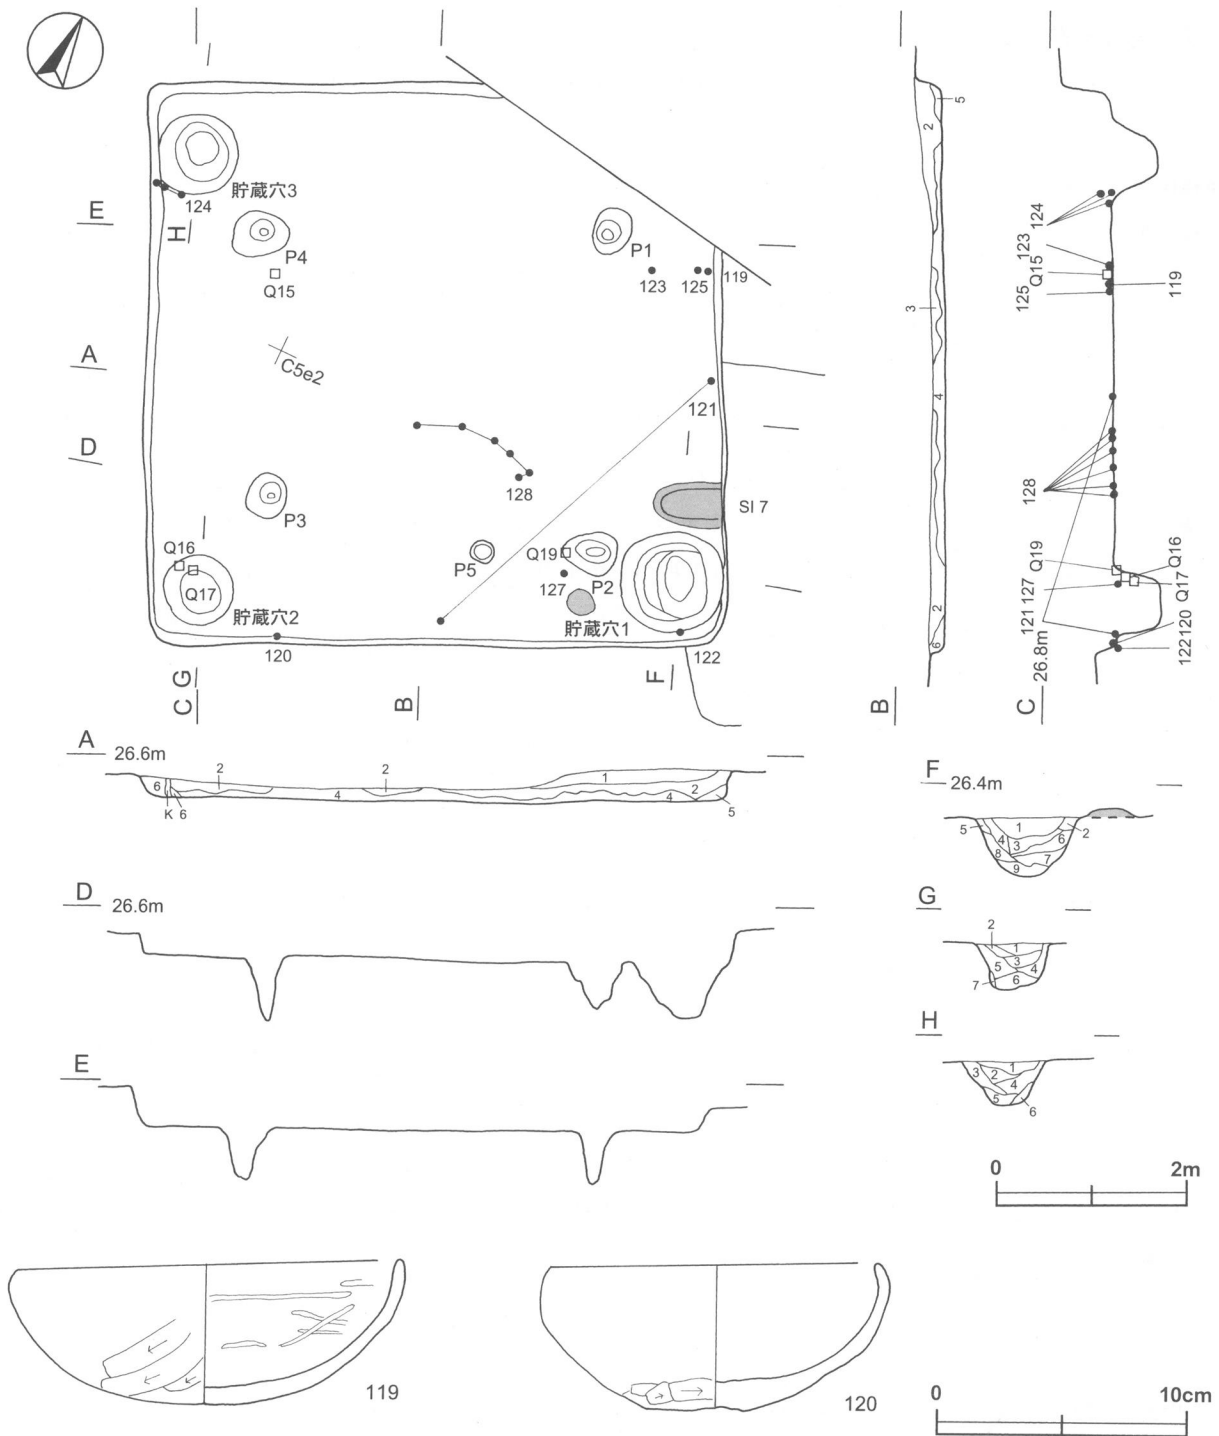 貯蔵穴3
124
E
H
P4
Q15
P1
123
125
119
A
C5e2
121
D
128
SI 7
P3
Q16
Q17
P5
Q19
127
P2
貯蔵穴2
貯蔵穴1
120
122
C
G
B
F
2
5
3
4
2
6
B
124
123
Q15
125
119
128
Q19
Q16
Q17
127
121
120
122
26.8m
C
A 26.6m
6
K 6
2
4
2
1
4
2
5
D 26.6m
E
F 26.4m
5
4
1
3
6
2
8
7
9
G
2
1
3
5
4
6
7
H
3
2
1
4
5
6
0 2m
119
120
0 10cm